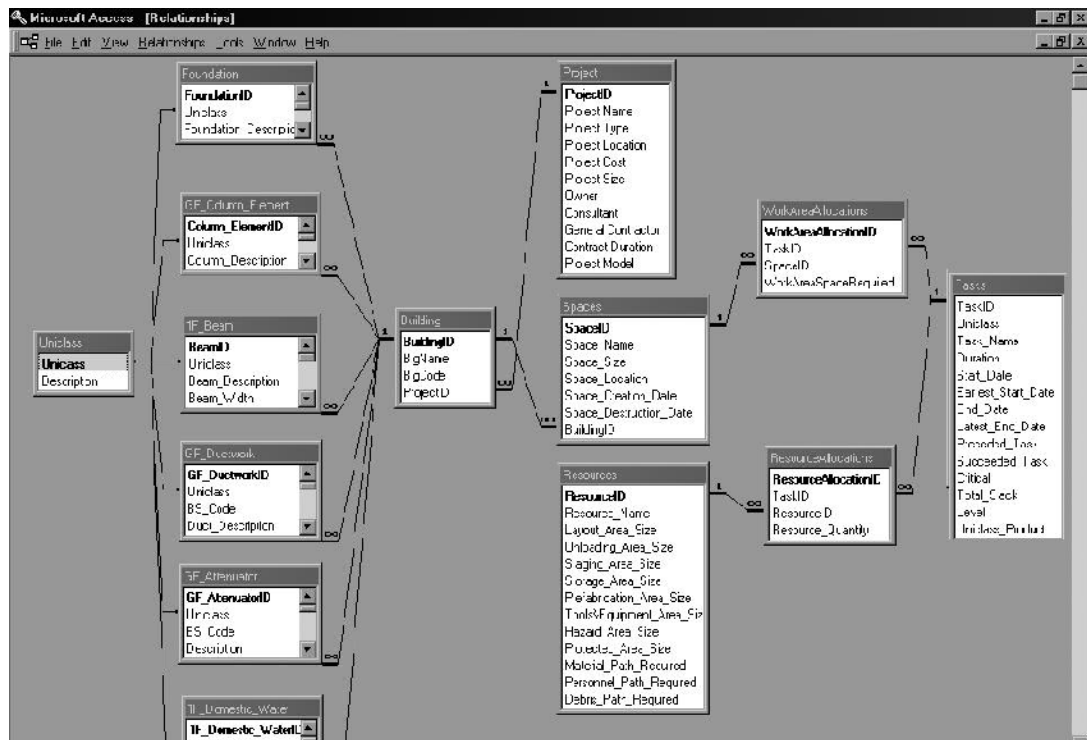 Microsoft Access - [Relationships]
File Edit View Relationships Tools Window Help
Foundation
FoundationID
Uniclass
Foundation_Descriptio
GF_Column_Element
Column_ElementID
Uniclass
Column_Description
1F_Beam
BeamID
Uniclass
Beam_Description
Beam_Width
GF_Ductwork
GF_DuctworkID
Uniclass
BS_Code
Duct_Description
GF_Attenuator
GF_AttenuatorID
Uniclass
BS_Code
Description
1F_Domestic_Water
1F_Domestic_WaterID
Uniclass
Uniclass
Description
Building
BuildingID
BlgName
BlgCode
ProjectID
Project
ProjectID
Project Name
Project Type
Project Location
Project Cost
Project Size
Owner
Consultant
General Contractor
Contract Duration
Project Model
Spaces
SpaceID
Space_Name
Space_Size
Space_Location
Space_Creation_Date
Space_Destruction_Date
BuildingID
Resources
ResourceID
Resource_Name
Layout_Area_Size
Unloading_Area_Size
Staging_Area_Size
Storage_Area_Size
Prefabrication_Area_Size
Tools&Equipment_Area_Siz
Hazard_Area_Size
Protected_Area_Size
Material_Path_Required
Personnel_Path_Required
Debris_Path_Required
WorkAreaAllocations
WorkAreaAllocationID
TaskID
SpaceID
WorkAreaSpaceRequired
ResourceAllocations
ResourceAllocationID
TaskID
ResourceID
Resource_Quantity
Tasks
TaskID
Uniclass
Task_Name
Duration
Start_Date
Earliest_Start_Date
End_Date
Latest_End_Date
Preceded_Task
Succeeded_Task
Critical
Total_Slack
Level
Uniclass_Product